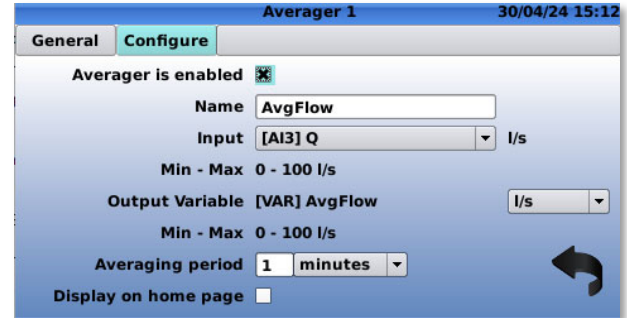 Averager 1 30/04/24 15:12
General Configure
Averager is enabled
Name AvgFlow
Input [AI3] Q l/s
Min - Max 0 - 100 l/s
Output Variable [VAR] AvgFlow l/s
Min - Max 0 - 100 l/s
Averaging period 1 minutes
Display on home page